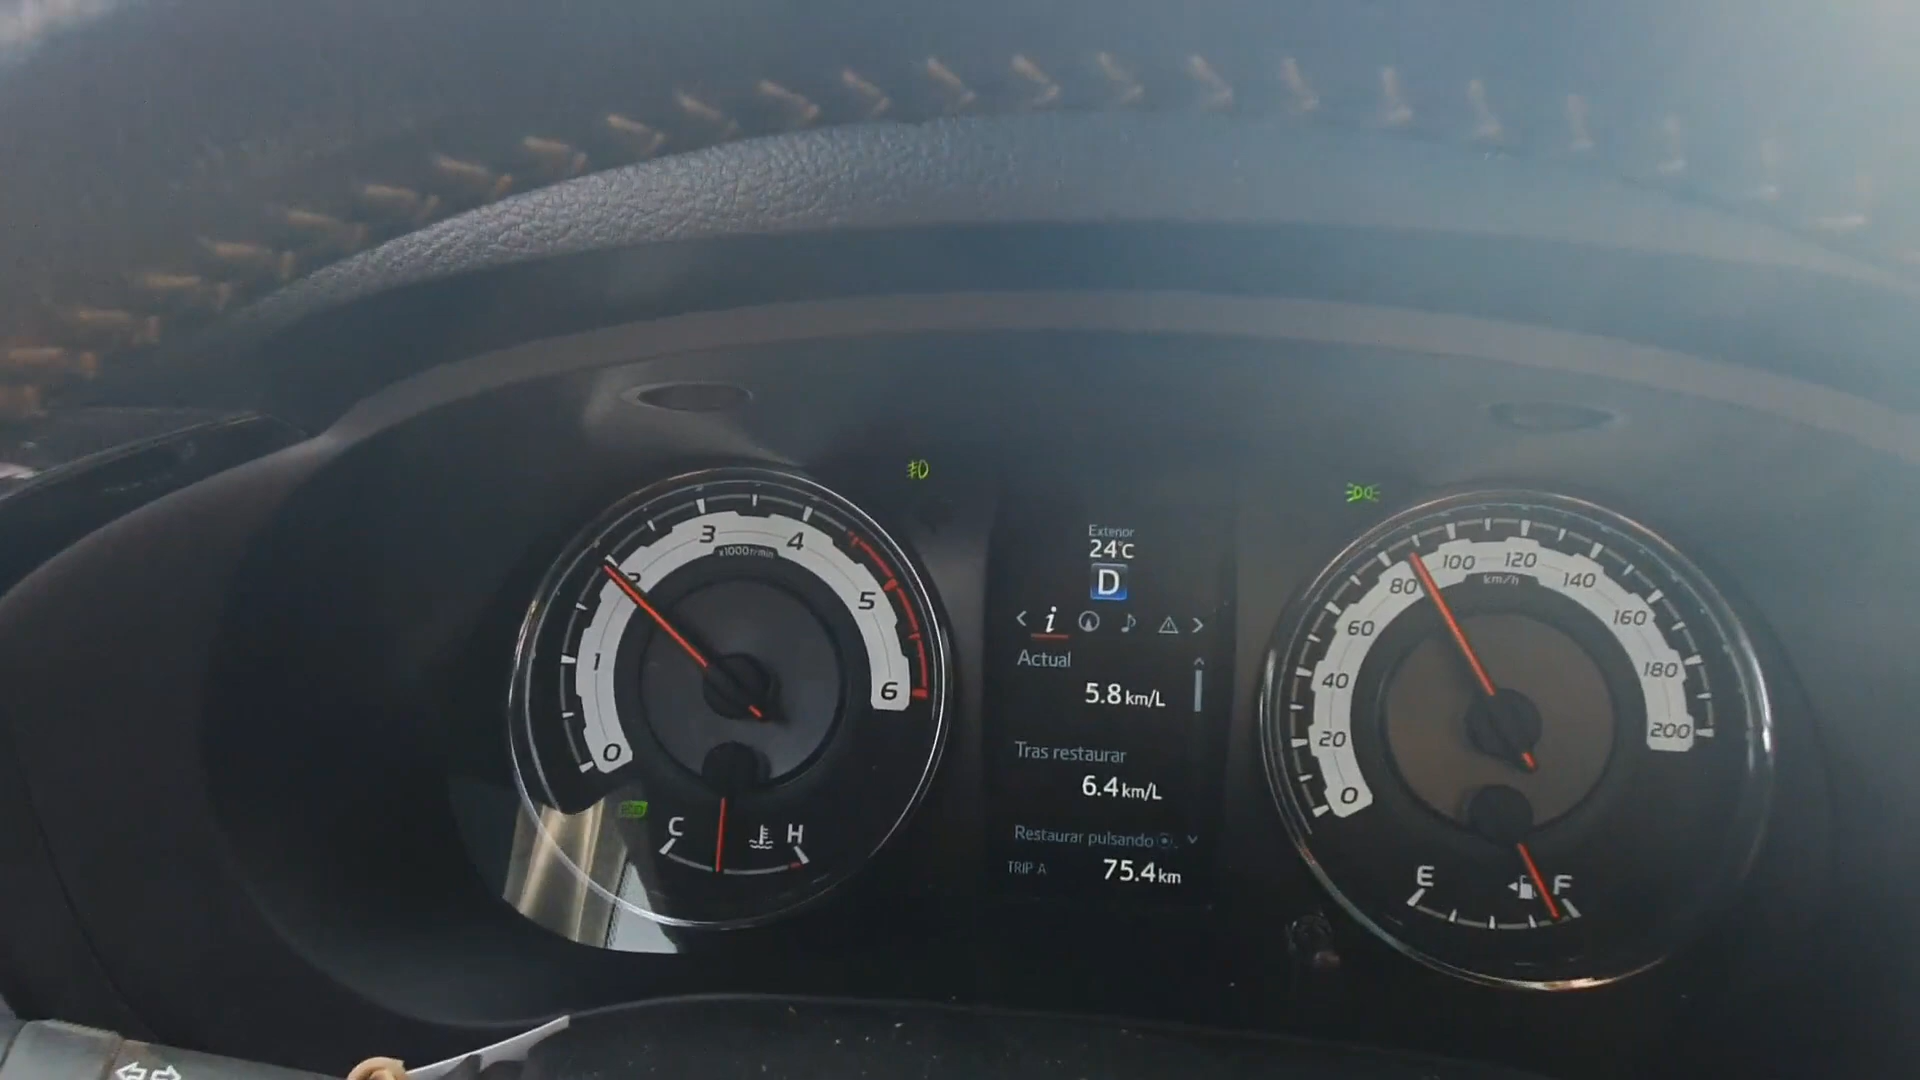 0
1
2
3
4
5
6
x1000r/min
C
H
Exterior
24°C
D
i
Actual
5.8 km/L
Tras restaurar
6.4 km/L
Restaurar pulsando
TRIP A 75.4 km
0
20
40
60
80
100
120
140
160
180
200
km/h
E
F